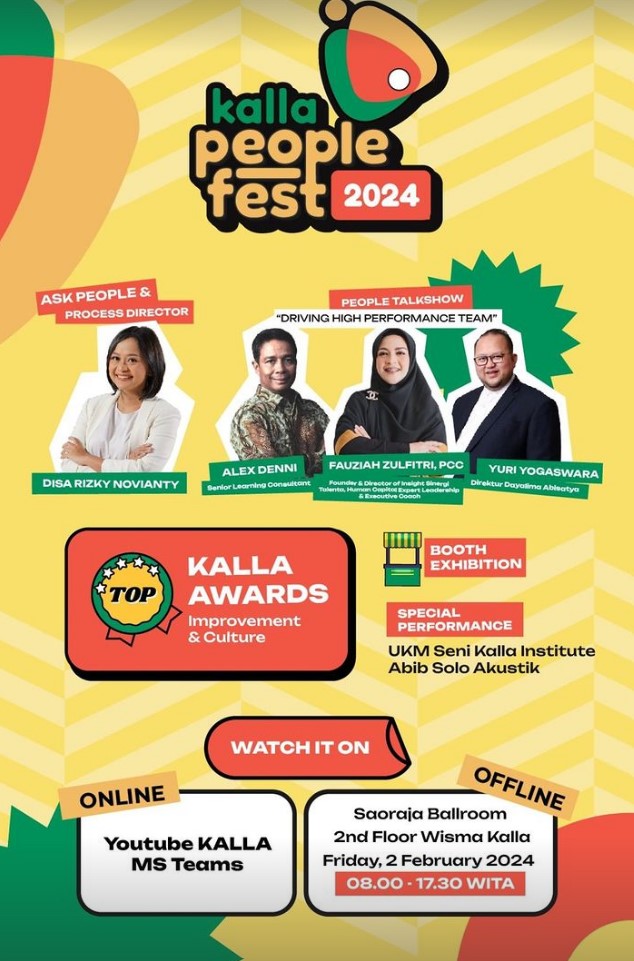 kalla
people
fest 2024
ASK PEOPLE &
PROCESS DIRECTOR
DISA RIZKY NOVIANTY
PEOPLE TALKSHOW
"DRIVING HIGH PERFORMANCE TEAM"
ALEX DENNI
Senior Learning Consultant
FAUZIAH ZULFITRI, PCC
Founder & Director of Insight Sinergi
Talenta, Human Capital Expert Leadership
& Executive Coach
YURI YOGASWARA
Direktur Dayalima Abisatya
TOP
KALLA
AWARDS
Improvement
& Culture
BOOTH
EXHIBITION
SPECIAL
PERFORMANCE
UKM Seni Kalla Institute
Abib Solo Akustik
WATCH IT ON
ONLINE
Youtube KALLA
MS Teams
OFFLINE
Saoraja Ballroom
2nd Floor Wisma Kalla
Friday, 2 February 2024
08.00 - 17.30 WITA